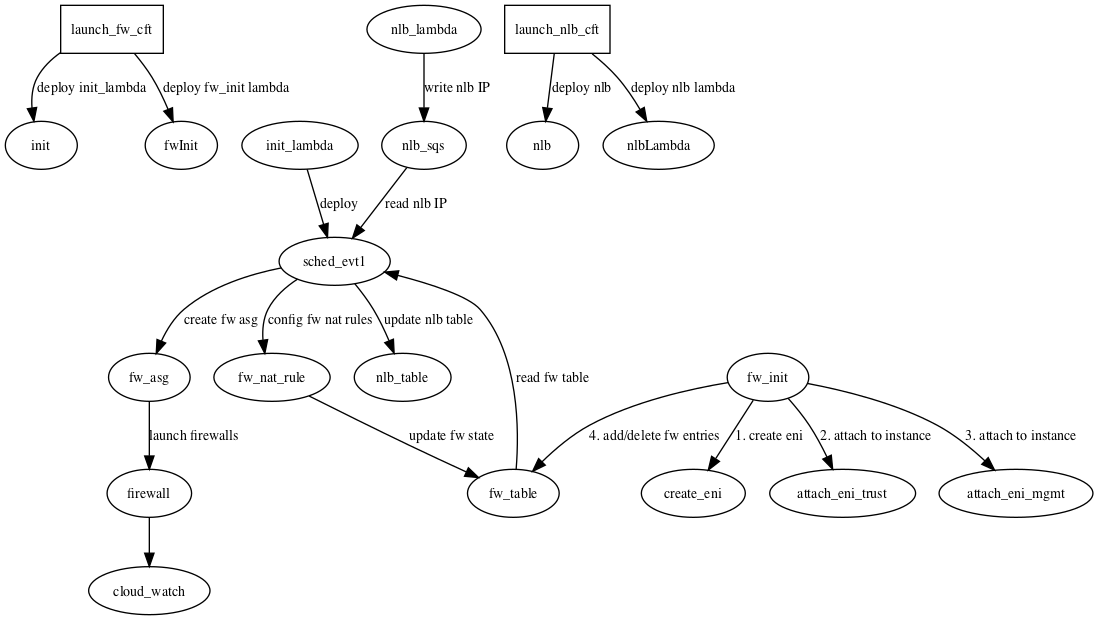 launch_fw_cft
nlb_lambda
launch_nlb_cft
deploy init_lambda
deploy fw_init lambda
write nlb IP
deploy nlb
deploy nlb lambda
init
fwInit
init_lambda
nlb_sqs
nlb
nlbLambda
deploy
read nlb IP
sched_evt1
create fw asg
config fw nat rules
update nlb table
read fw table
fw_asg
fw_nat_rule
nlb_table
fw_init
launch firewalls
update fw state
4. add/delete fw entries
1. create eni
2. attach to instance
3. attach to instance
firewall
fw_table
create_eni
attach_eni_trust
attach_eni_mgmt
cloud_watch